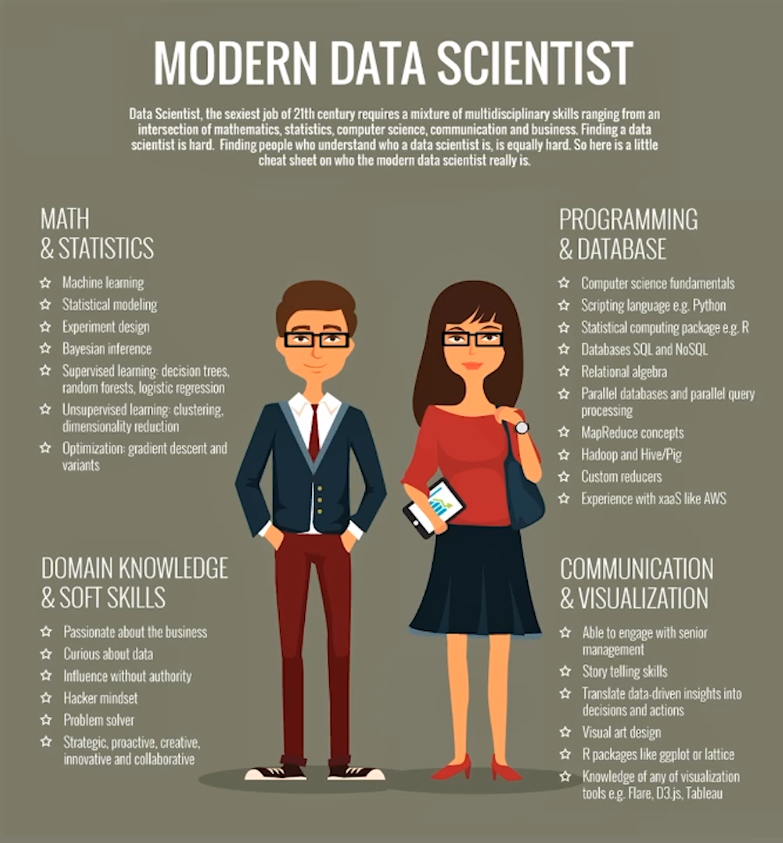 MODERN DATA SCIENTIST
Data Scientist, the sexiest job of 21th century requires a mixture of multidisciplinary skills ranging from an
intersection of mathematics, statistics, computer science, communication and business. Finding a data
scientist is hard. Finding people who understand who a data scientist is, is equally hard. So here is a little
cheat sheet on who the modern data scientist really is.
MATH
& STATISTICS
Machine learning
Statistical modeling
Experiment design
Bayesian inference
Supervised learning: decision trees,
random forests, logistic regression
Unsupervised learning: clustering,
dimensionality reduction
Optimization: gradient descent and
variants
PROGRAMMING
& DATABASE
Computer science fundamentals
Scripting language e.g. Python
Statistical computing package e.g. R
Databases SQL and NoSQL
Relational algebra
Parallel databases and parallel query
processing
MapReduce concepts
Hadoop and Hive/Pig
Custom reducers
Experience with xaaS like AWS
DOMAIN KNOWLEDGE
& SOFT SKILLS
Passionate about the business
Curious about data
Influence without authority
Hacker mindset
Problem solver
Strategic, proactive, creative,
innovative and collaborative
COMMUNICATION
& VISUALIZATION
Able to engage with senior
management
Story telling skills
Translate data-driven insights into
decisions and actions
Visual art design
R packages like ggplot or lattice
Knowledge of any of visualization
tools e.g. Flare, D3.js, Tableau